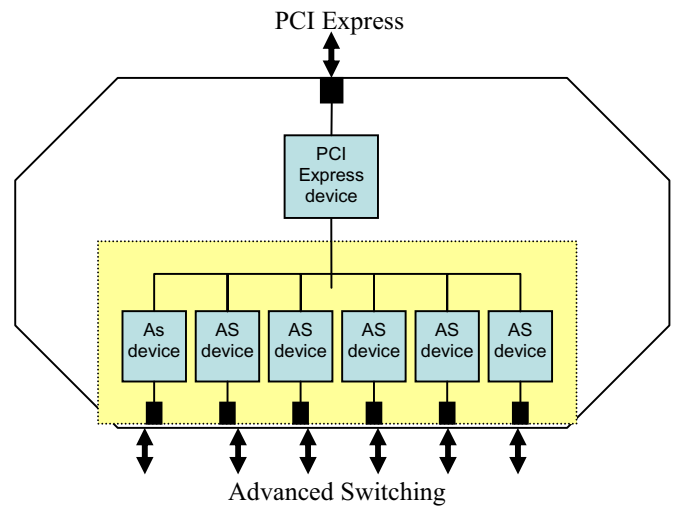 PCI Express
PCI
Express
device
As
device
AS
device
AS
device
AS
device
AS
device
AS
device
Advanced Switching